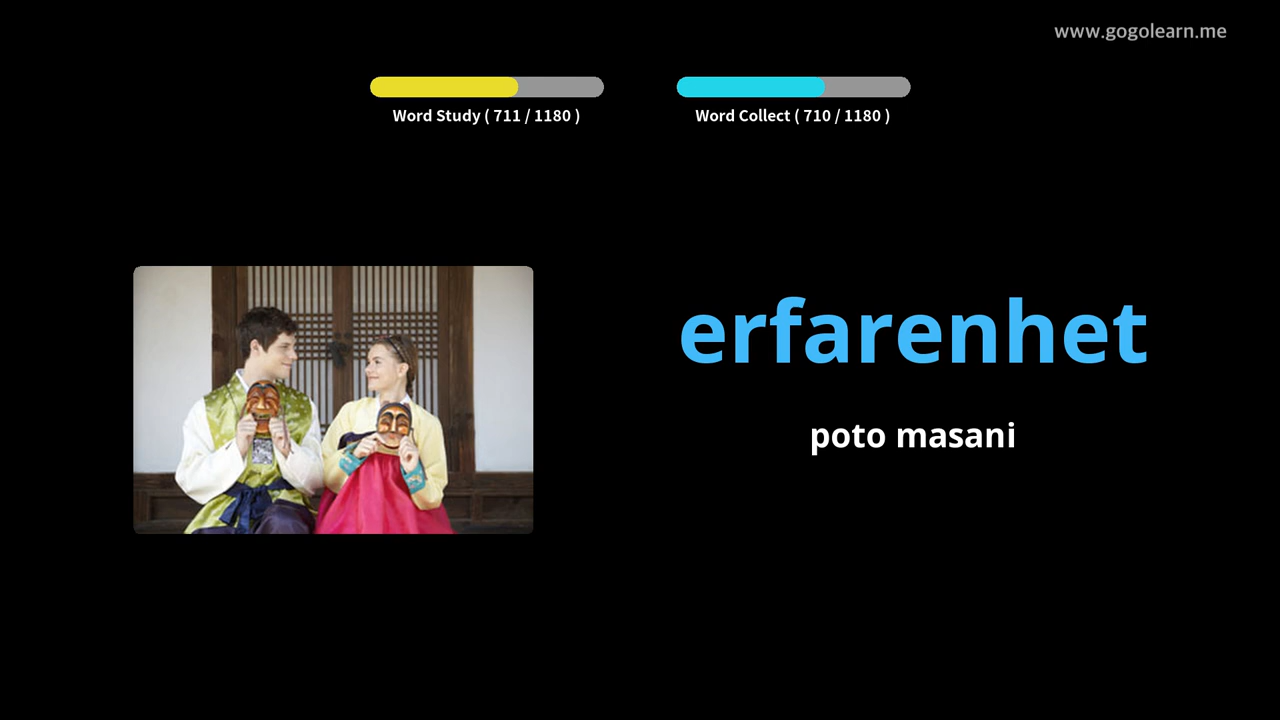 www.gogolearn.me
Word Study ( 711 / 1180 )
Word Collect ( 710 / 1180 )
erfarenhet
poto masani